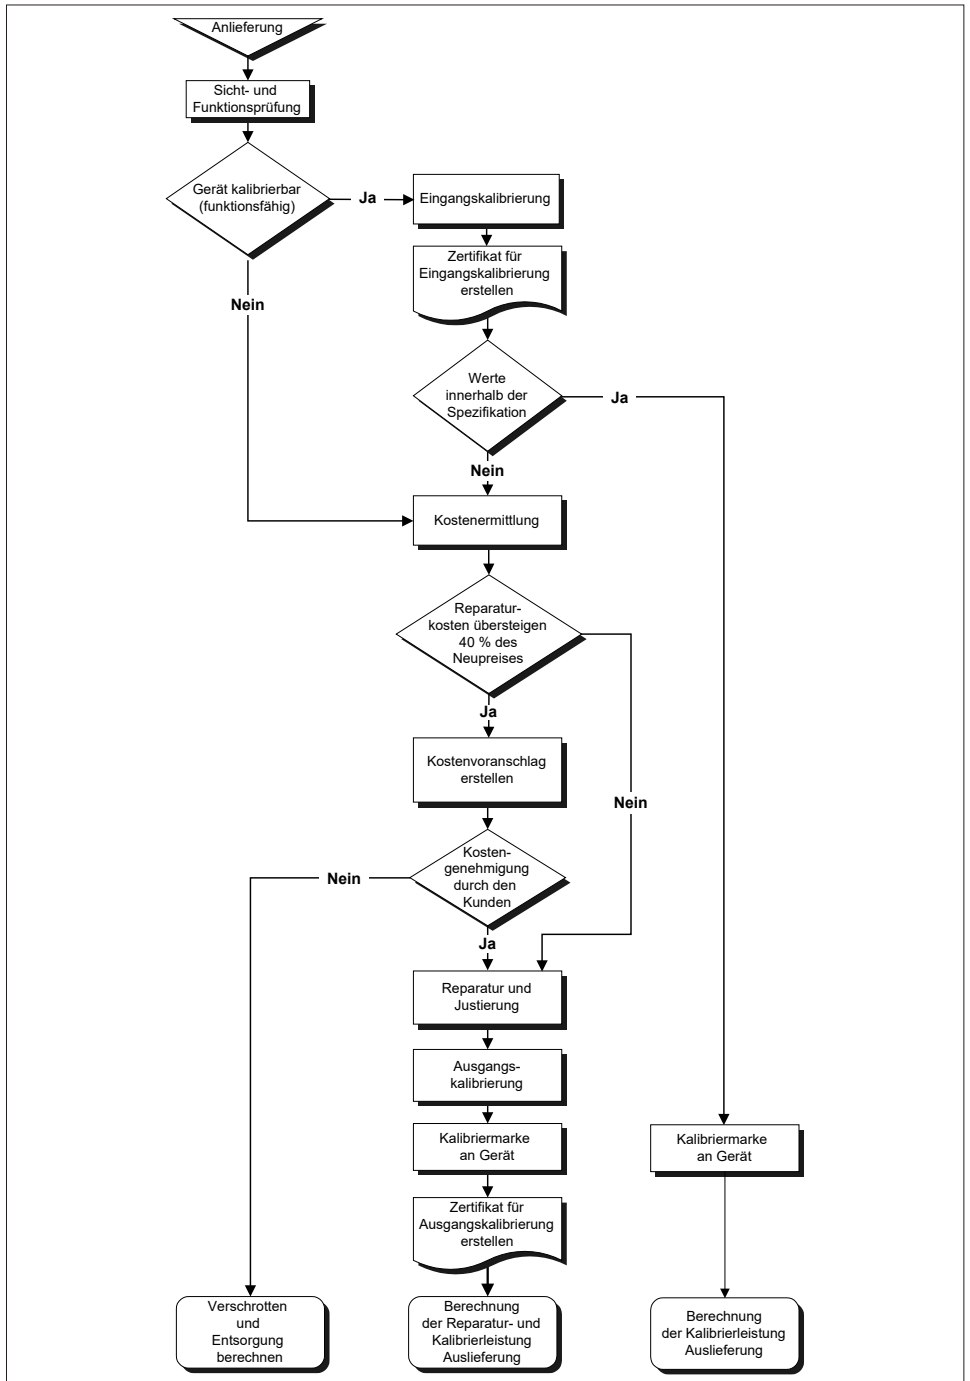 Anlieferung
Sicht- und
Funktionsprüfung
Gerät kalibrierbar
(funktionsfähig)
Ja
Eingangskalibrierung
Zertifikat für
Eingangskalibrierung
erstellen
Nein
Werte
innerhalb der
Spezifikation
Ja
Nein
Kostenermittlung
Reparatur-
kosten übersteigen
40 % des
Neupreises
Ja
Kostenvoranschlag
erstellen
Nein
Kosten-
genehmigung
durch den
Kunden
Nein
Ja
Reparatur und
Justierung
Ausgangs-
kalibrierung
Kalibriermarke
an Gerät
Kalibriermarke
an Gerät
Zertifikat für
Ausgangskalibrierung
erstellen
Verschrotten
und
Entsorgung
berechnen
Berechnung
der Reparatur- und
Kalibrierleistung
Auslieferung
Berechnung
der Kalibrierleistung
Auslieferung